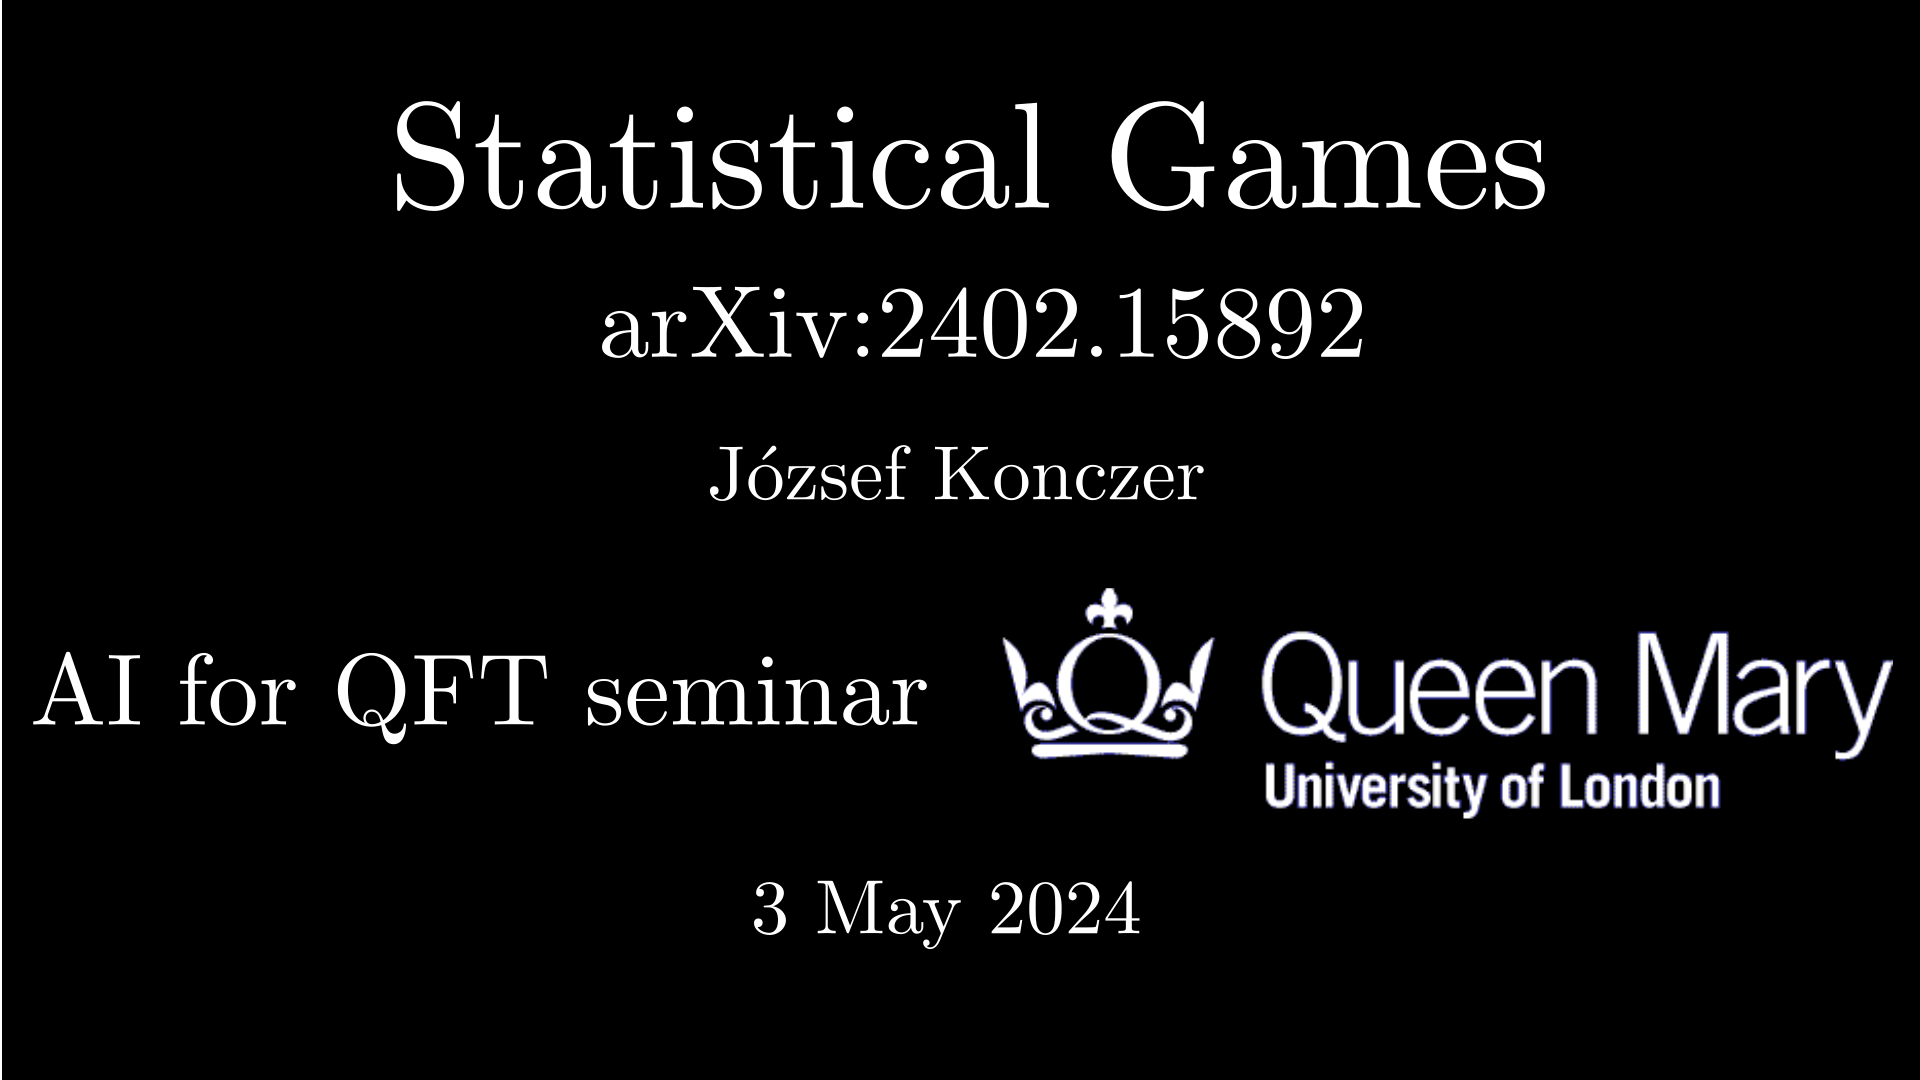 Statistical Games
arXiv:2402.15892
József Konczer
AI for QFT seminar
Queen Mary
University of London
3 May 2024